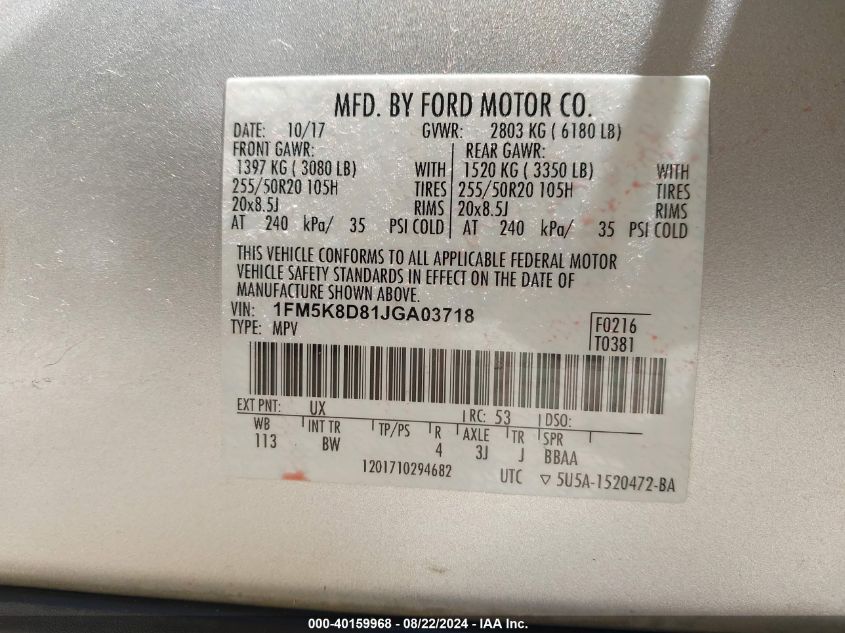 MFD. BY FORD MOTOR CO.
DATE: 10/17 GVWR: 2803 KG ( 6180 LB)
FRONT GAWR: REAR GAWR:
1397 KG ( 3080 LB) WITH 1520 KG ( 3350 LB) WITH
255/50R20 105H TIRES 255/50R20 105H TIRES
20x8.5J RIMS 20x8.5J RIMS
AT 240 kPa/ 35 PSI COLD AT 240 kPa/ 35 PSI COLD
THIS VEHICLE CONFORMS TO ALL APPLICABLE FEDERAL MOTOR
VEHICLE SAFETY STANDARDS IN EFFECT ON THE DATE OF
MANUFACTURE SHOWN ABOVE.
VIN: 1FM5K8D81JGA03718
TYPE: MPV
F0216
T0381
EXT PNT: UX RC: 53 DSO:
WB INT TR TP/PS R AXLE TR SPR
113 BW 4 3J J BBAA
1201710294682 UTC ▽ 5U5A-1520472-BA
000-40159968 - 08/22/2024 - IAA Inc.